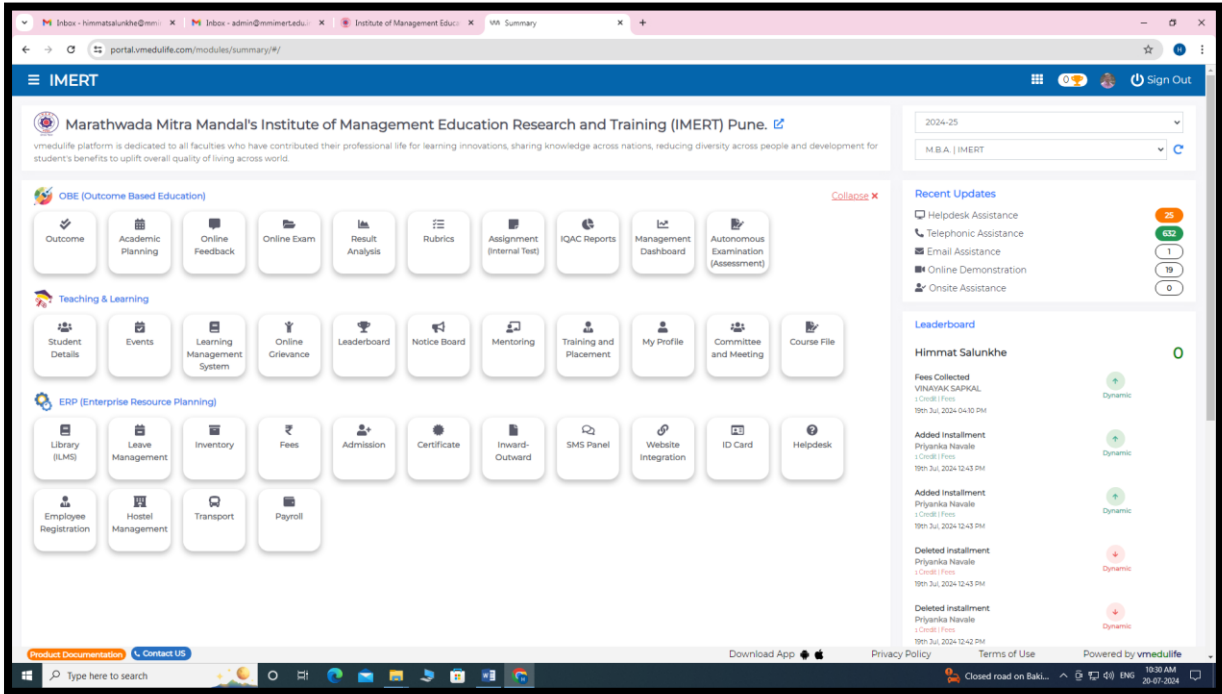 Inbox - himmatsalunkhe@mmi
Inbox - admin@mmimert.edu.i
Institute of Management Educa
Summary
portal.vmedulife.com/modules/summary/#/
IMERT
0
Sign Out
Marathwada Mitra Mandal's Institute of Management Education Research and Training (IMERT) Pune.
vmedulife platform is dedicated to all faculties who have contributed their professional life for learning innovations, sharing knowledge across nations, reducing diversity across people and development for
student's benefits to uplift overall quality of living across world.
2024-25
M.B.A. | IMERT
OBE (Outcome Based Education)
Collapse ×
Outcome
Academic
Planning
Online
Feedback
Online Exam
Result
Analysis
Rubrics
Assignment
(Internal Test)
IQAC Reports
Management
Dashboard
Autonomous
Examination
(Assessment)
Teaching & Learning
Student
Details
Events
Learning
Management
System
Online
Grievance
Leaderboard
Notice Board
Mentoring
Training and
Placement
My Profile
Committee
and Meeting
Course File
ERP (Enterprise Resource Planning)
Library
(ILMS)
Leave
Management
Inventory
Fees
Admission
Certificate
Inward-
Outward
SMS Panel
Website
Integration
ID Card
Helpdesk
Employee
Registration
Hostel
Management
Transport
Payroll
Recent Updates
Helpdesk Assistance 25
Telephonic Assistance 632
Email Assistance 1
Online Demonstration 19
Onsite Assistance 0
Leaderboard
Himmat Salunkhe 0
Fees Collected
VINAYAK SAPKAL
1 Credit | Fees
19th Jul, 2024 04:10 PM
Dynamic
Added Installment
Priyanka Navale
1 Credit | Fees
19th Jul, 2024 12:43 PM
Dynamic
Added Installment
Priyanka Navale
1 Credit | Fees
19th Jul, 2024 12:43 PM
Dynamic
Deleted installment
Priyanka Navale
1 Credit | Fees
19th Jul, 2024 12:43 PM
Dynamic
Deleted installment
Priyanka Navale
1 Credit | Fees
19th Jul, 2024 12:42 PM
Dynamic
Product Documentation
Contact US
Download App
Privacy Policy
Terms of Use
Powered by vmedulife
Type here to search
Closed road on Baki...
ENG
10:30 AM
20-07-2024